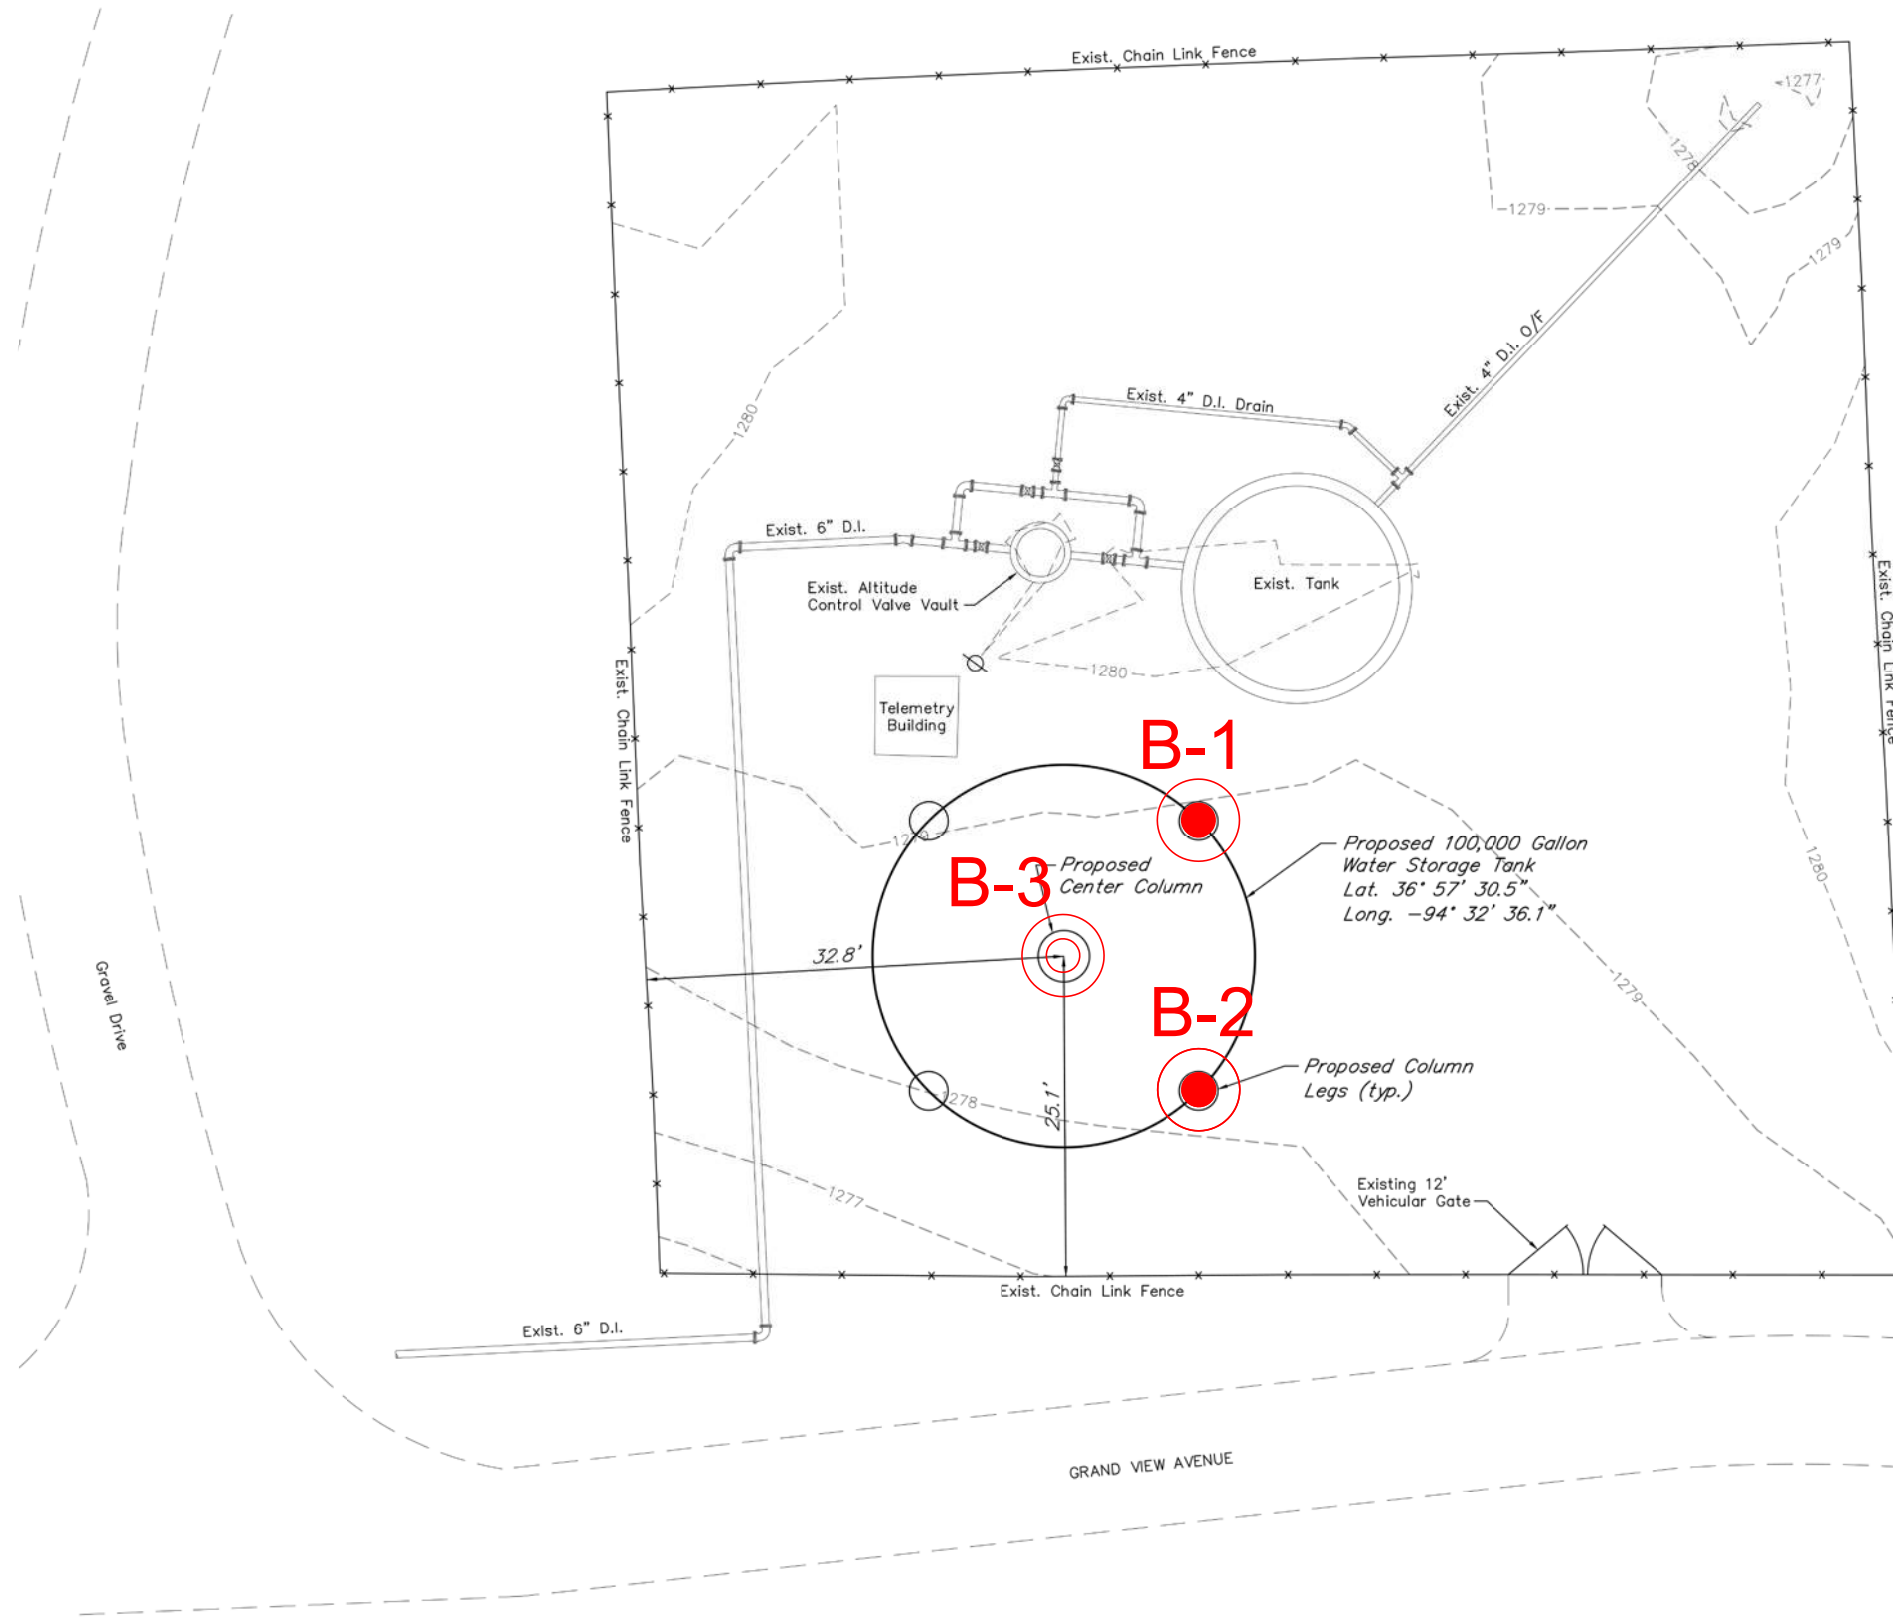 Exist. Chain Link Fence
1277
1278
1279
1279
Exist. 4" D.I. O/F
Exist. 4" D.I. Drain
1280
Exist. 6" D.I.
Exist. Altitude
Control Valve Vault
Exist. Tank
Exist. Chain Link Fence
Exist. Chain Link Fence
1280
Telemetry
Building
B-1
1279
Proposed 100,000 Gallon
Water Storage Tank
Lat. 36° 57' 30.5"
Long. -94° 32' 36.1"
1280
B-3
Proposed
Center Column
32.8'
Gravel Drive
1279
B-2
Proposed Column
Legs (typ.)
25.1'
1278
1277
Existing 12'
Vehicular Gate
Exist. Chain Link Fence
Exist. 6" D.I.
GRAND VIEW AVENUE